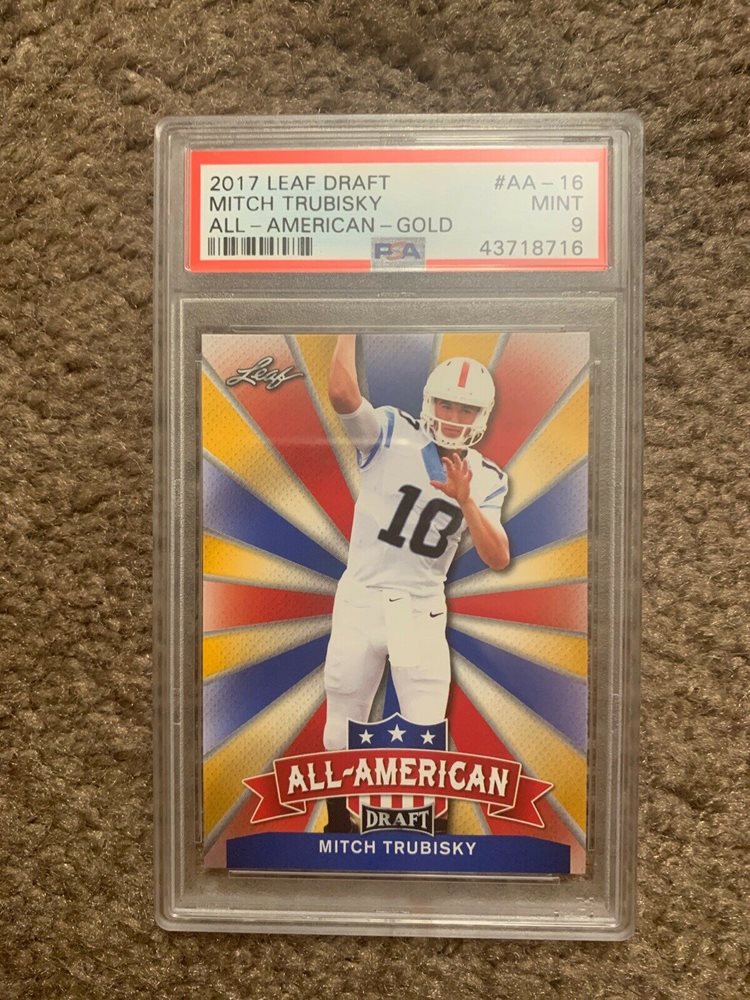 2017 LEAF DRAFT #AA-16
MITCH TRUBISKY MINT
ALL-AMERICAN-GOLD 9
PSA 43718716
Leaf
10
ALL-AMERICAN
DRAFT
MITCH TRUBISKY